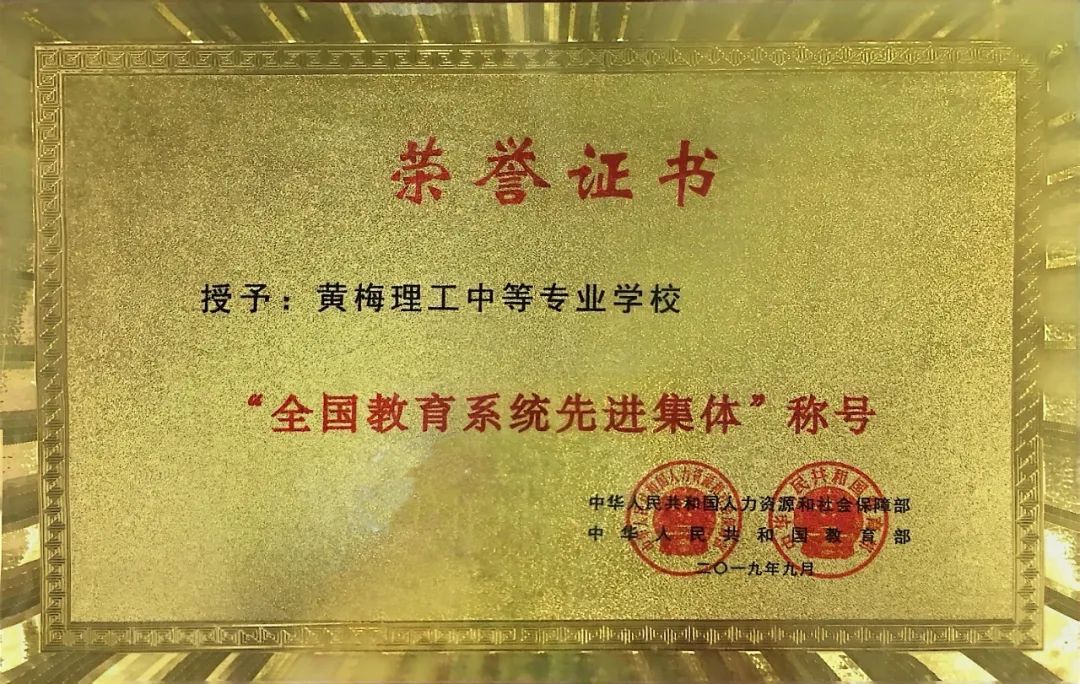 荣誉证书
授予：黄梅理工中等专业学校
“全国教育系统先进集体”称号
中华人民共和国人力资源和社会保障部
中华人民共和国教育部
二〇一九年九月